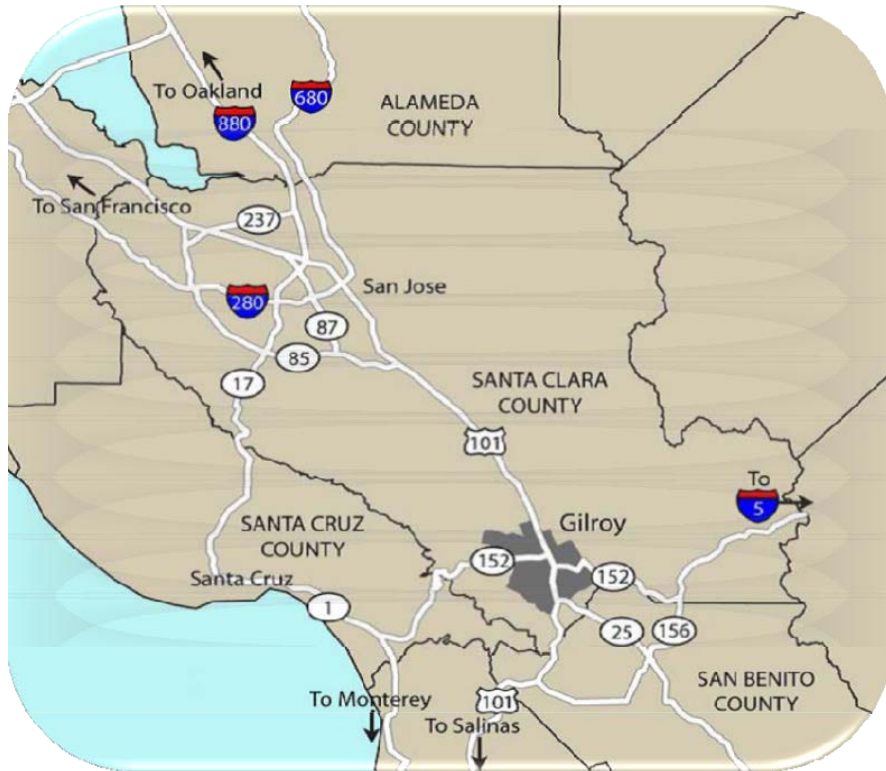 To Oakland
880
680
ALAMEDA
COUNTY
To San Francisco
237
280
San Jose
87
85
17
SANTA CLARA
COUNTY
101
To
5
SANTA CRUZ
COUNTY
Gilroy
152
152
Santa Cruz
1
25
156
SAN BENITO
COUNTY
To Monterey
101
To Salinas